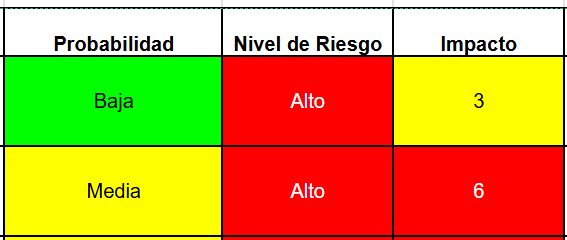 Probabilidad Nivel de Riesgo Impacto
Baja Alto 3
Media Alto 6